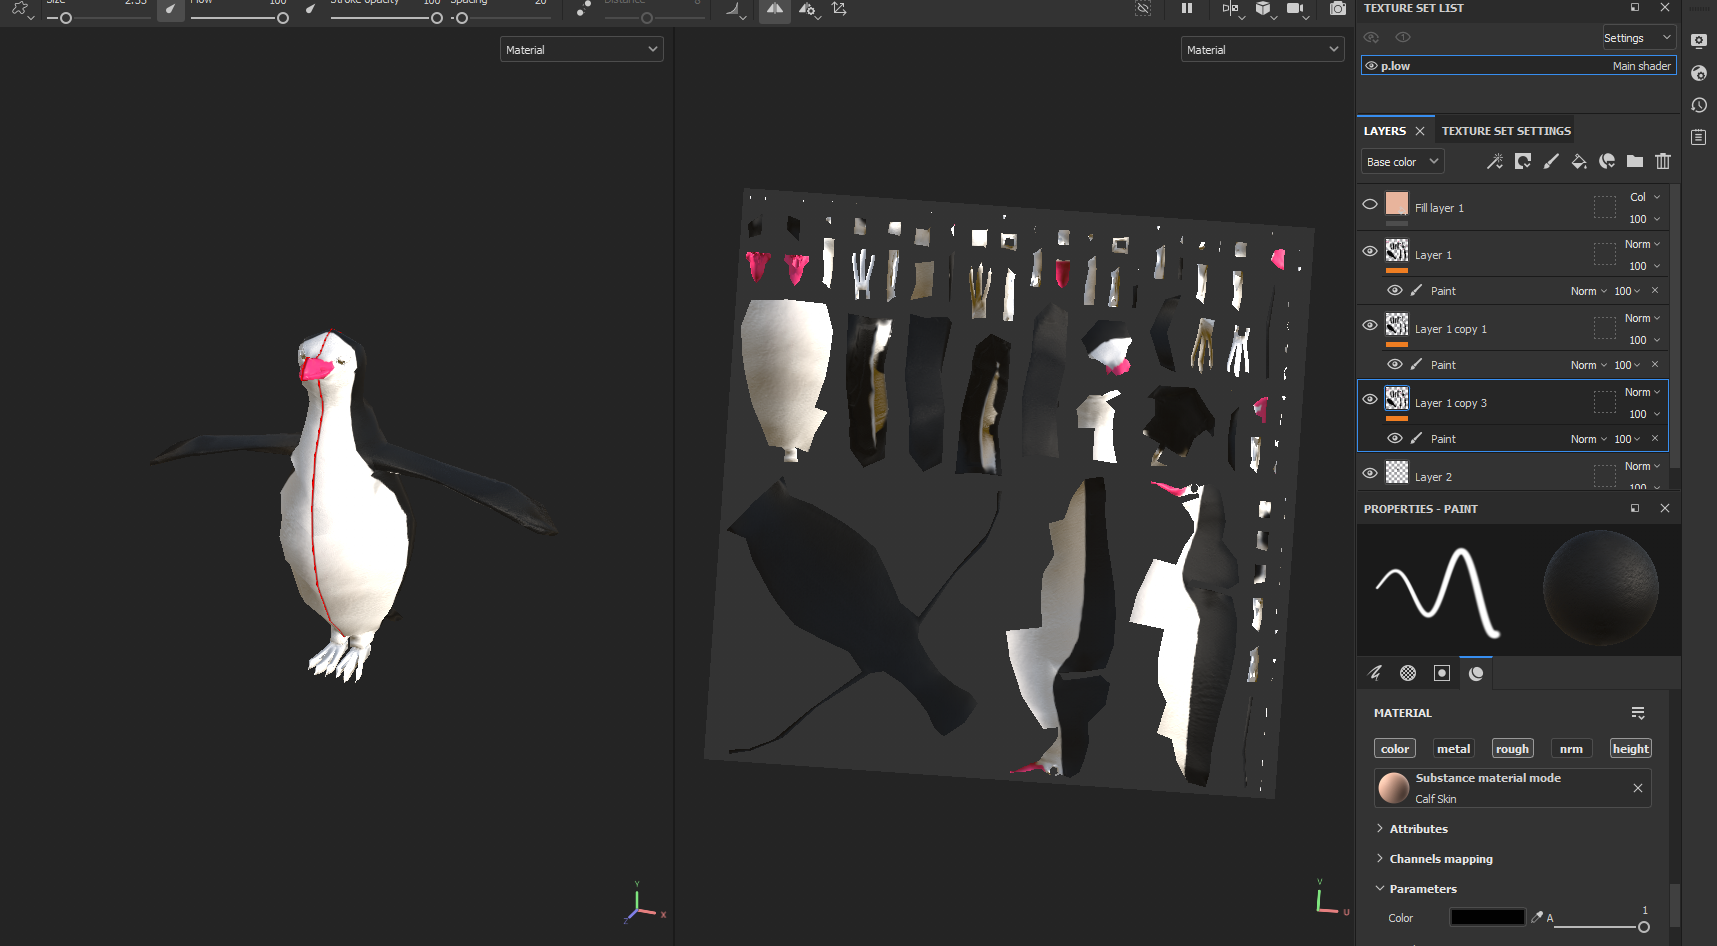 Size 2.33 Flow 100 Stroke opacity 100 Spacing 20 Distance 8
Material
Material
TEXTURE SET LIST
Settings
p.low Main shader
LAYERS TEXTURE SET SETTINGS
Base color
Fill layer 1 Col
100
Layer 1 Norm
100
Paint Norm 100
Layer 1 copy 1 Norm
100
Paint Norm 100
Layer 1 copy 3 Norm
100
Paint Norm 100
Layer 2 Norm
100
PROPERTIES - PAINT
MATERIAL
color metal rough nrm height
Substance material mode
Calf Skin
Attributes
Channels mapping
Parameters
Color A 1
Y
X
Z
V
U